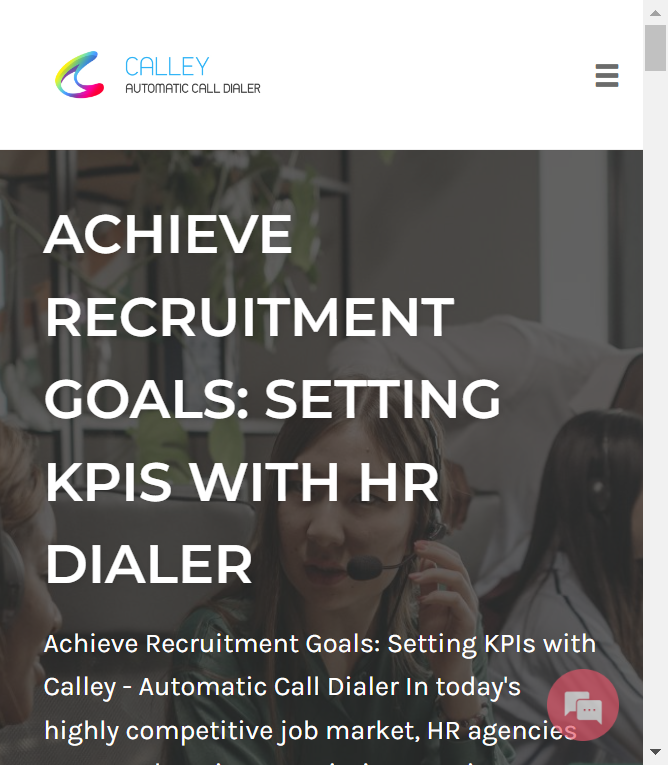 CALLEY
AUTOMATIC CALL DIALER
ACHIEVE
RECRUITMENT
GOALS: SETTING
KPIS WITH HR
DIALER
Achieve Recruitment Goals: Setting KPIs with
Calley - Automatic Call Dialer In today's
highly competitive job market, HR agencies